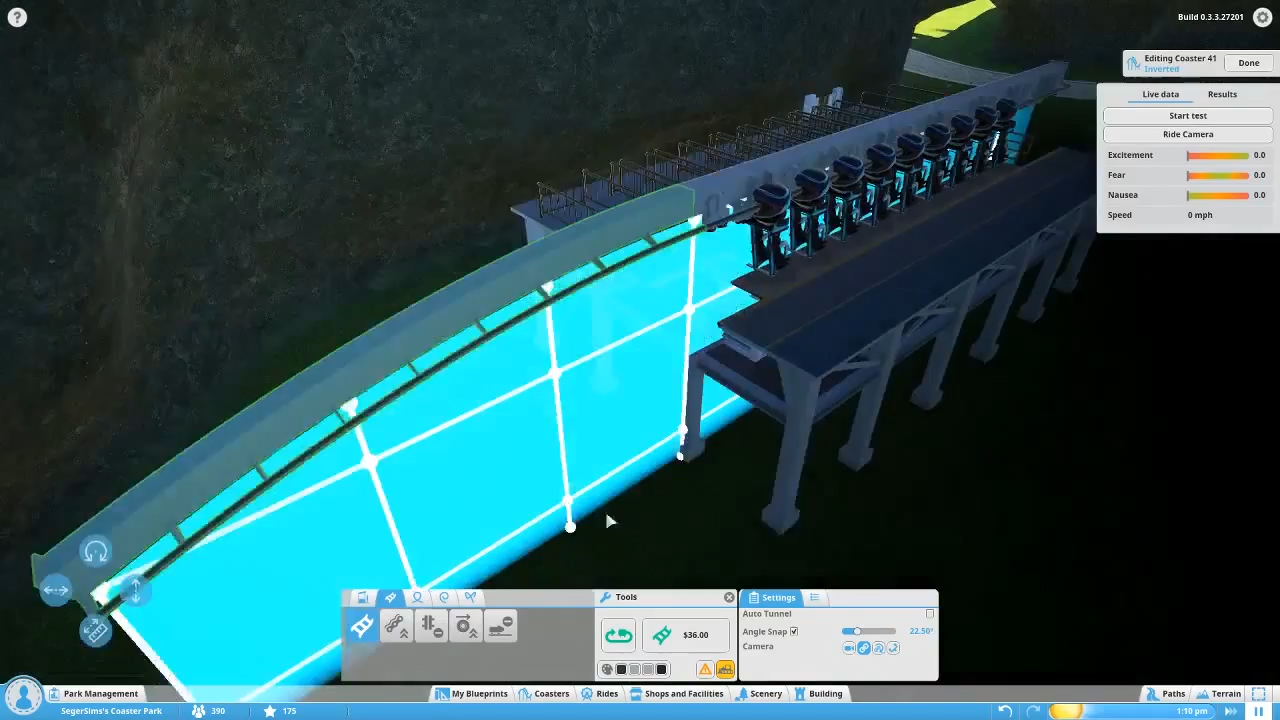 ?
Build 0.3.3.27201
Editing Coaster 41
Inverted
Done
Live data
Results
Start test
Ride Camera
Excitement 0.0
Fear 0.0
Nausea 0.0
Speed 0 mph
Tools
$36.00
Settings
Auto Tunnel
Angle Snap
22.50°
Camera
Park Management
My Blueprints
Coasters
Rides
Shops and Facilities
Scenery
Building
Paths
Terrain
SegerSims's Coaster Park
390
175
1:10 pm